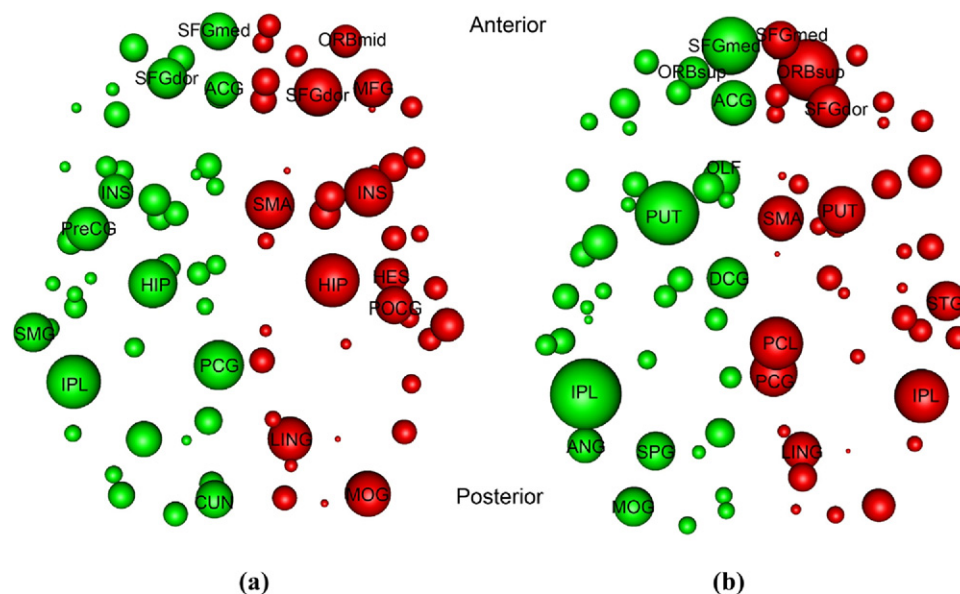 SFGmed
ORBmid
Anterior
SFGmed
SFGmed
SFGdor
ACG
SFGdor
MFG
ORBsup
ORBsup
ACG
SFGdor
INS
SMA
INS
OLF
PUT
SMA
PUT
PreCG
HIP
HIP
HES
POCG
DCG
STG
SMG
PCG
PCL
PCG
IPL
IPL
IPL
LING
ANG
SPG
LING
CUN
MOG
Posterior
MOG
(a)
(b)